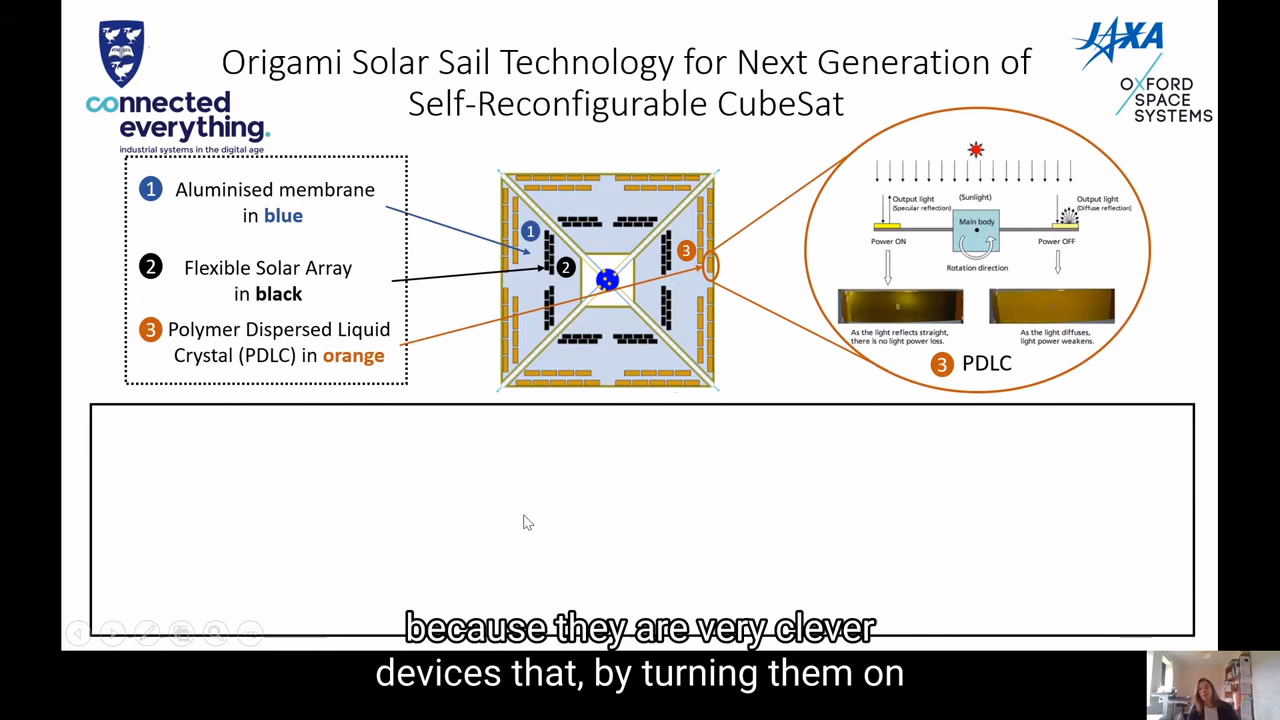 Origami Solar Sail Technology for Next Generation of
Self-Reconfigurable CubeSat
connected
everything.
industrial systems in the digital age
JAXA
OXFORD
SPACE
SYSTEMS
1 Aluminised membrane
in blue
2 Flexible Solar Array
in black
3 Polymer Dispersed Liquid
Crystal (PDLC) in orange
1
2
3
(Sunlight)
Output light
(Specular reflection)
Main body
Output light
(Diffuse reflection)
Power ON
Power OFF
Rotation direction
As the light reflects straight,
there is no light power loss.
As the light diffuses,
light power weakens.
3 PDLC
because they are very clever
devices that, by turning them on